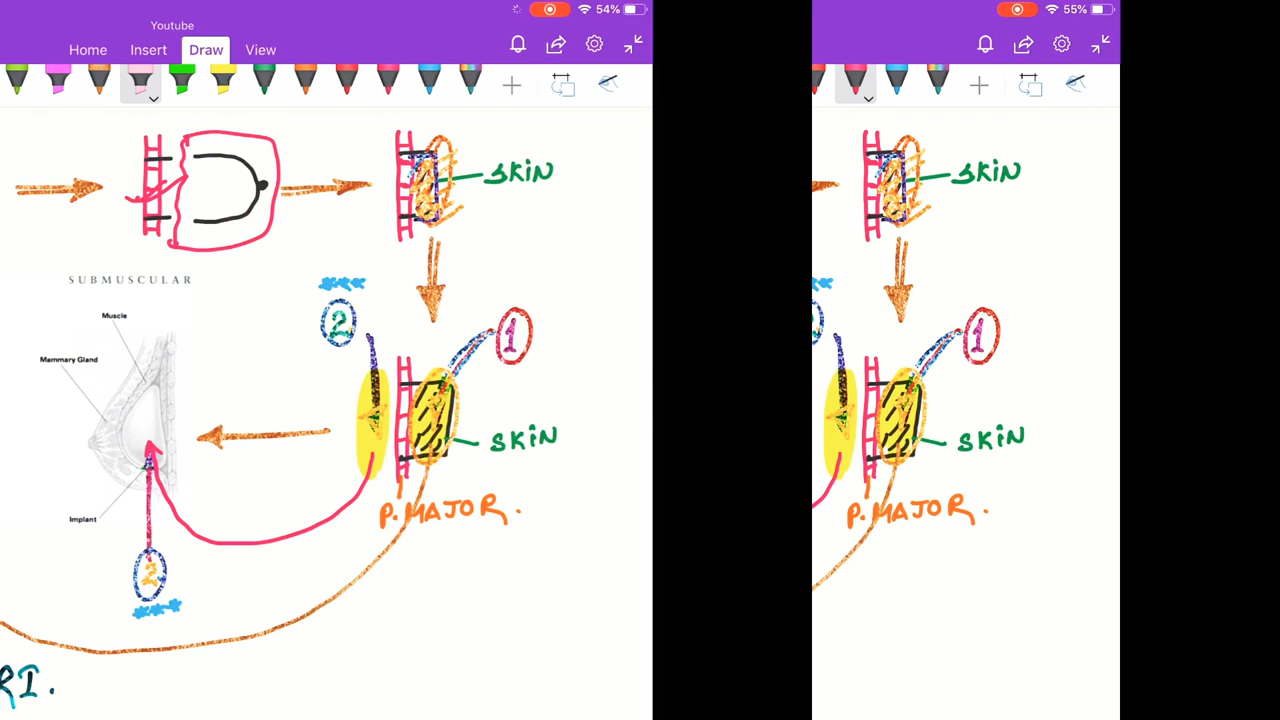 54%
55%
Youtube
Home Insert Draw View
SKIN
SKIN
SUBMUSCULAR
Muscle
Mammary Gland
Implant
2
1
1
SKIN
SKIN
P. MAJOR.
P. MAJOR.
2
RI.